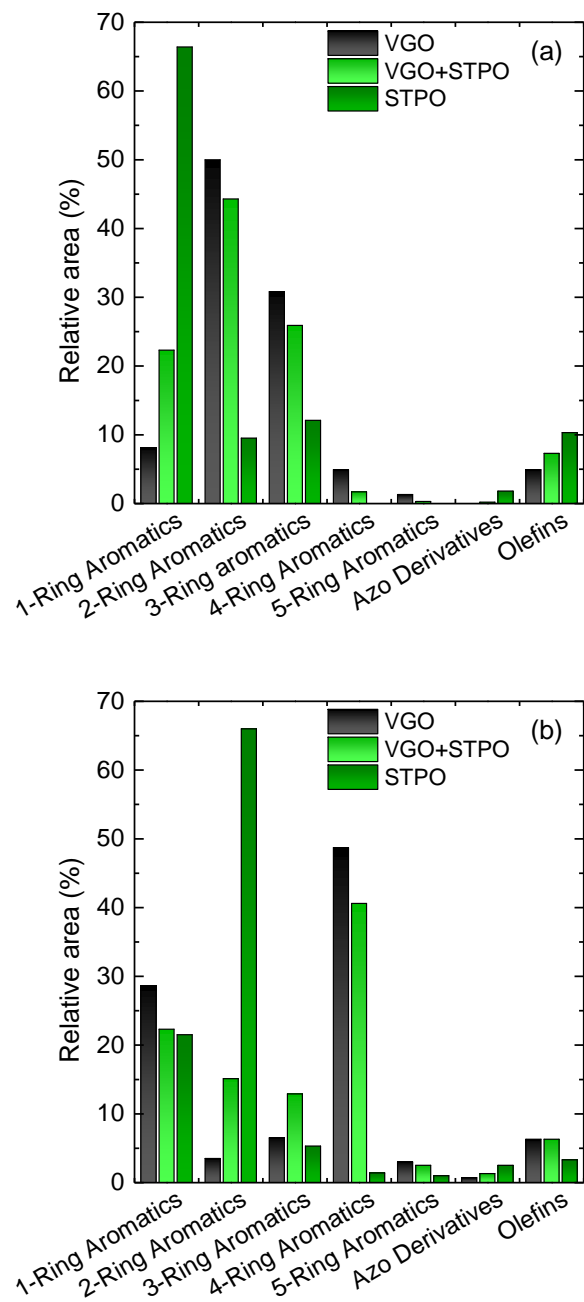 70
60
50
40
30
20
10
0
Relative area (%)
VGO
VGO+STPO
STPO
(a)
1-Ring Aromatics
2-Ring Aromatics
3-Ring aromatics
4-Ring Aromatics
5-Ring Aromatics
Azo Derivatives
Olefins
70
60
50
40
30
20
10
0
Relative area (%)
VGO
VGO+STPO
STPO
(b)
1-Ring Aromatics
2-Ring Aromatics
3-Ring Aromatics
4-Ring Aromatics
5-Ring Aromatics
Azo Derivatives
Olefins